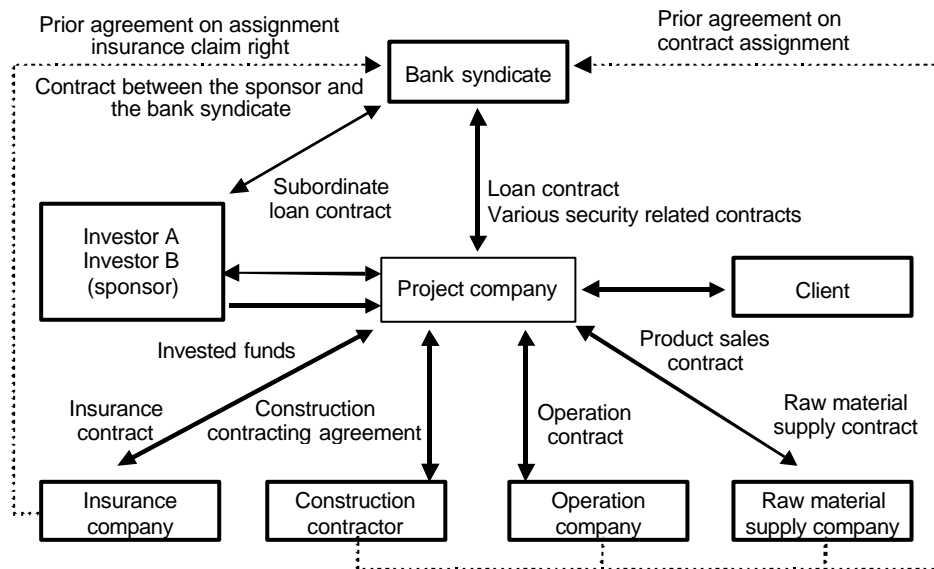 Prior agreement on assignment
insurance claim right
Prior agreement on
contract assignment
Bank syndicate
Contract between the sponsor and
the bank syndicate
Subordinate
loan contract
Loan contract
Various security related contracts
Investor A
Investor B
(sponsor)
Project company
Client
Invested funds
Product sales
contract
Insurance
contract
Construction
contracting agreement
Operation
contract
Raw material
supply contract
Insurance
company
Construction
contractor
Operation
company
Raw material
supply company